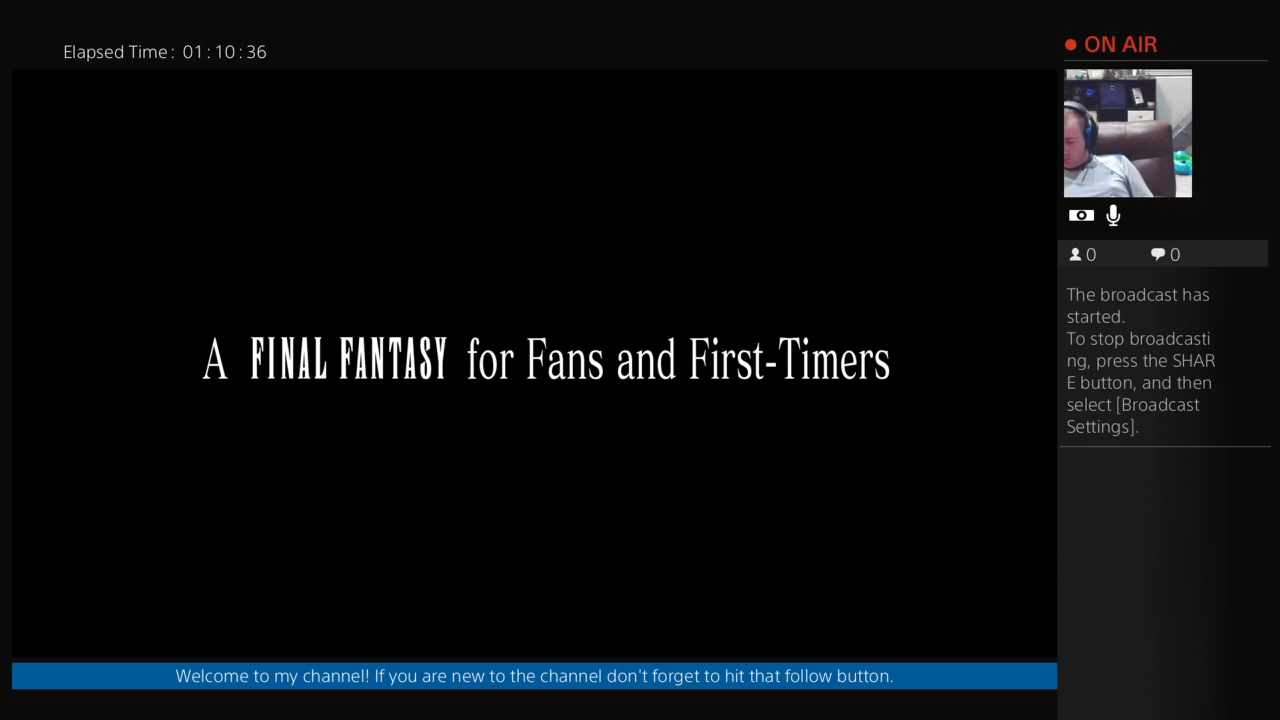 Elapsed Time: 01:10:36
ON AIR
0 0
The broadcast has
started.
To stop broadcasti
ng, press the SHAR
E button, and then
select [Broadcast
Settings].
A FINAL FANTASY for Fans and First-Timers
Welcome to my channel! If you are new to the channel don't forget to hit that follow button.